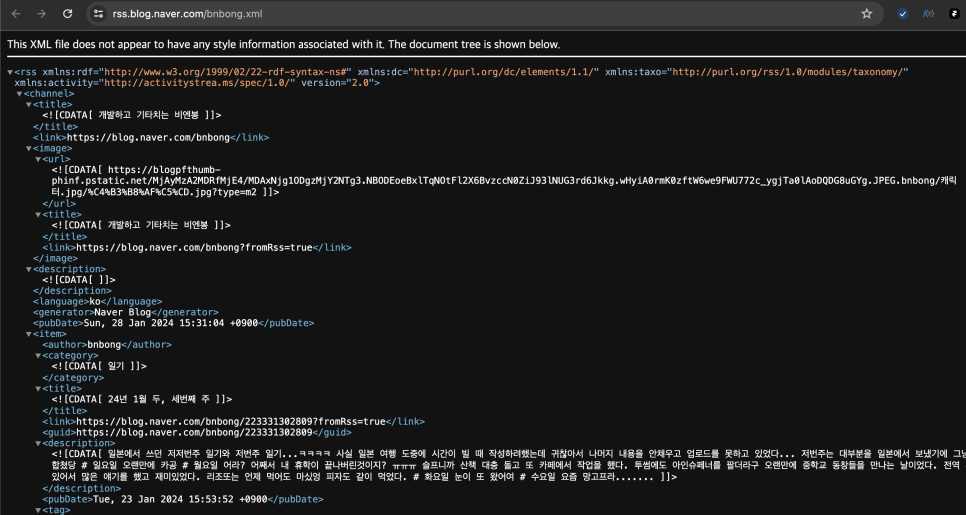 rss.blog.naver.com/bnbong.xml
This XML file does not appear to have any style information associated with it. The document tree is shown below.
▼<rss xmlns:rdf="http://www.w3.org/1999/02/22-rdf-syntax-ns#" xmlns:dc="http://purl.org/dc/elements/1.1/" xmlns:taxo="http://purl.org/rss/1.0/modules/taxonomy/"
xmlns:activity="http://activitystrea.ms/spec/1.0/" version="2.0">
▼<channel>
▼<title>
<![CDATA[ 개발하고 기타치는 비엔봉 ]]>
</title>
<link>https://blog.naver.com/bnbong</link>
▼<image>
▼<url>
<![CDATA[ https://blogpfthumb-
phinf.pstatic.net/MjAyMzA2MDRfMjE4/MDAxNjg1ODgzMjY2NTg3.NBODEoeBxlTqNOtFl2X6BvzccN0ZiJ93lNUG3rd6Jkkg.wHyiA0rmK0zftW6we9FWU772c_ygjTa0lAoDQDG8uGYg.JPEG.bnbong/캐릭
터.jpg/%C4%B3%B8%AF%C5%CD.jpg?type=m2 ]]>
</url>
▼<title>
<![CDATA[ 개발하고 기타치는 비엔봉 ]]>
</title>
<link>https://blog.naver.com/bnbong?fromRss=true</link>
</image>
▼<description>
<![CDATA[ ]]>
</description>
<language>ko</language>
<generator>Naver Blog</generator>
<pubDate>Sun, 28 Jan 2024 15:31:04 +0900</pubDate>
▼<item>
<author>bnbong</author>
▼<category>
<![CDATA[ 일기 ]]>
</category>
▼<title>
<![CDATA[ 24년 1월 두, 세번째 주 ]]>
</title>
<link>https://blog.naver.com/bnbong/223331302809?fromRss=true</link>
<guid>https://blog.naver.com/bnbong/223331302809</guid>
▼<description>
<![CDATA[ 일본에서 쓰던 저저번주 일기와 저번주 일기...ㅋㅋㅋㅋ 사실 일본 여행 도중에 시간이 빌 때 작성하려했는데 귀찮아서 나머지 내용을 안채우고 업로드를 못하고 있었다... 저번주는 대부분을 일본에서 보냈기에 그냥
합쳤당 # 일요일 오랜만에 카공 # 월요일 어라? 어째서 내 휴학이 끝나버린것이지? ㅠㅠㅠ 슬프니까 산책 대충 돌고 또 카페에서 작업을 했다. 투썸에도 아인슈페너를 팔더라구 오랜만에 중학교 동창들을 만나는 날이었다. 전역
있어서 많은 얘기를 했고 재미있었다. 리조또는 언제 먹어도 마싰엉 피자도 같이 먹었다. # 화요일 눈이 또 왔어여 # 수요일 요즘 망고프라....... ]]>
</description>
<pubDate>Tue, 23 Jan 2024 15:53:52 +0900</pubDate>
▼<tag>